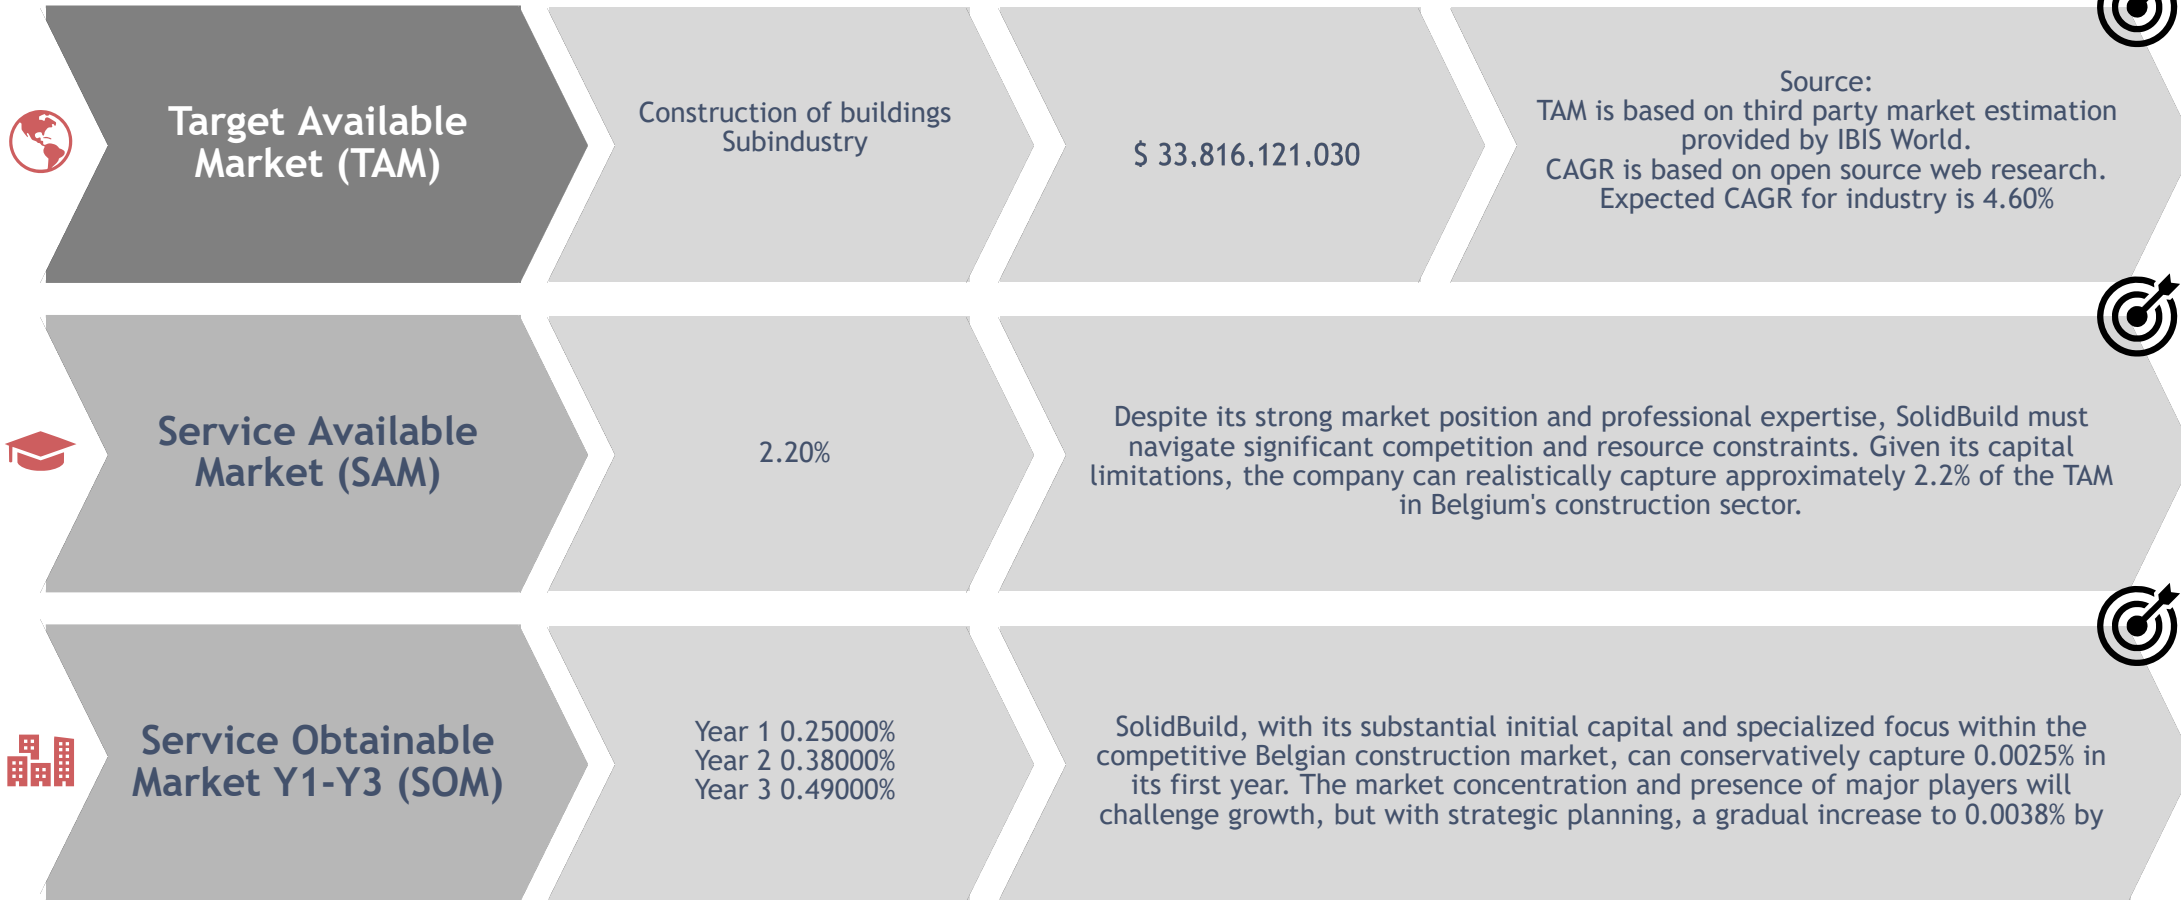 Target Available
Market (TAM)
Construction of buildings
Subindustry
$ 33,816,121,030
Source:
TAM is based on third party market estimation
provided by IBIS World.
CAGR is based on open source web research.
Expected CAGR for industry is 4.60%
Service Available
Market (SAM)
2.20%
Despite its strong market position and professional expertise, SolidBuild must
navigate significant competition and resource constraints. Given its capital
limitations, the company can realistically capture approximately 2.2% of the TAM
in Belgium's construction sector.
Service Obtainable
Market Y1-Y3 (SOM)
Year 1 0.25000%
Year 2 0.38000%
Year 3 0.49000%
SolidBuild, with its substantial initial capital and specialized focus within the
competitive Belgian construction market, can conservatively capture 0.0025% in
its first year. The market concentration and presence of major players will
challenge growth, but with strategic planning, a gradual increase to 0.0038% by